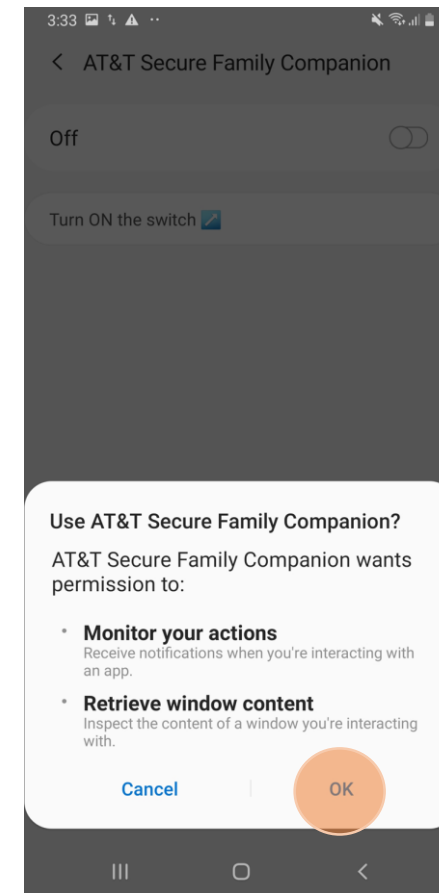 3:33
AT&T Secure Family Companion
Off
Turn ON the switch
Use AT&T Secure Family Companion?
AT&T Secure Family Companion wants
permission to:
• Monitor your actions
Receive notifications when you're interacting with
an app.
• Retrieve window content
Inspect the content of a window you're interacting
with.
Cancel
OK